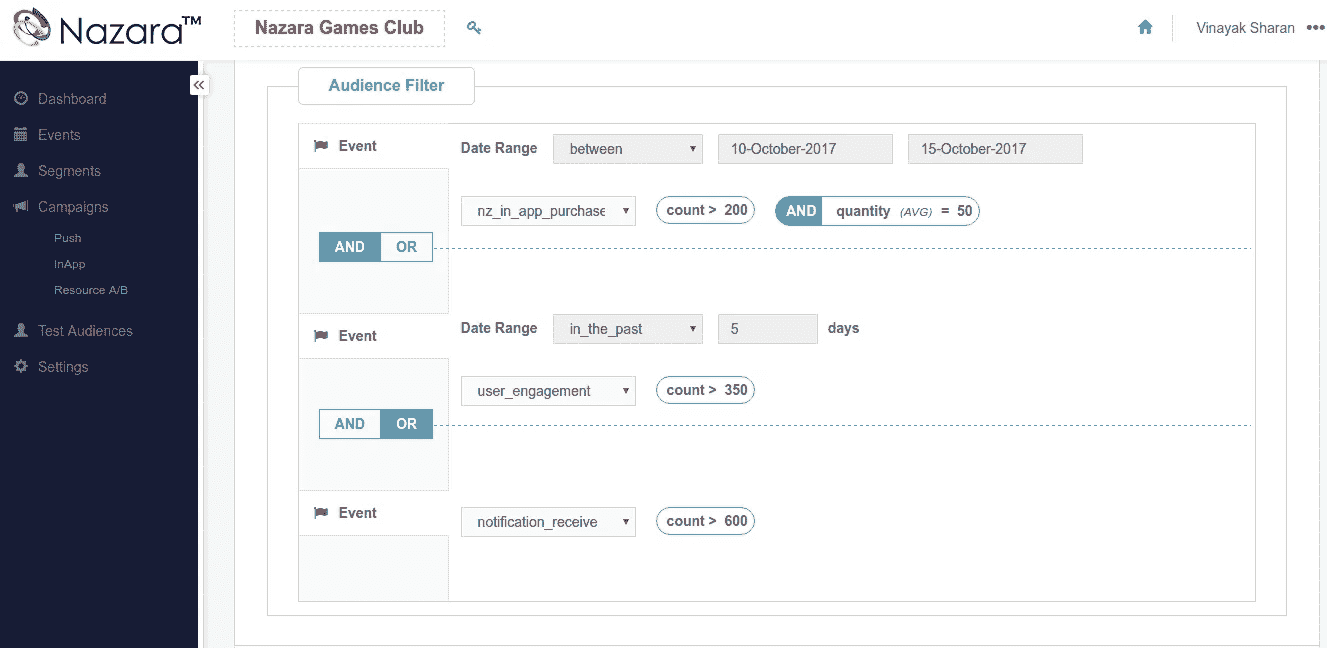 Nazara™
Nazara Games Club
Vinayak Sharan •••
«
Dashboard
Events
Segments
Campaigns
Push
InApp
Resource A/B
Test Audiences
Settings
Audience Filter
Event
Date Range between 10-October-2017 15-October-2017
nz_in_app_purchase count > 200 AND quantity (AVG) = 50
AND OR
Event
Date Range in_the_past 5 days
user_engagement count > 350
AND OR
Event
notification_receive count > 600